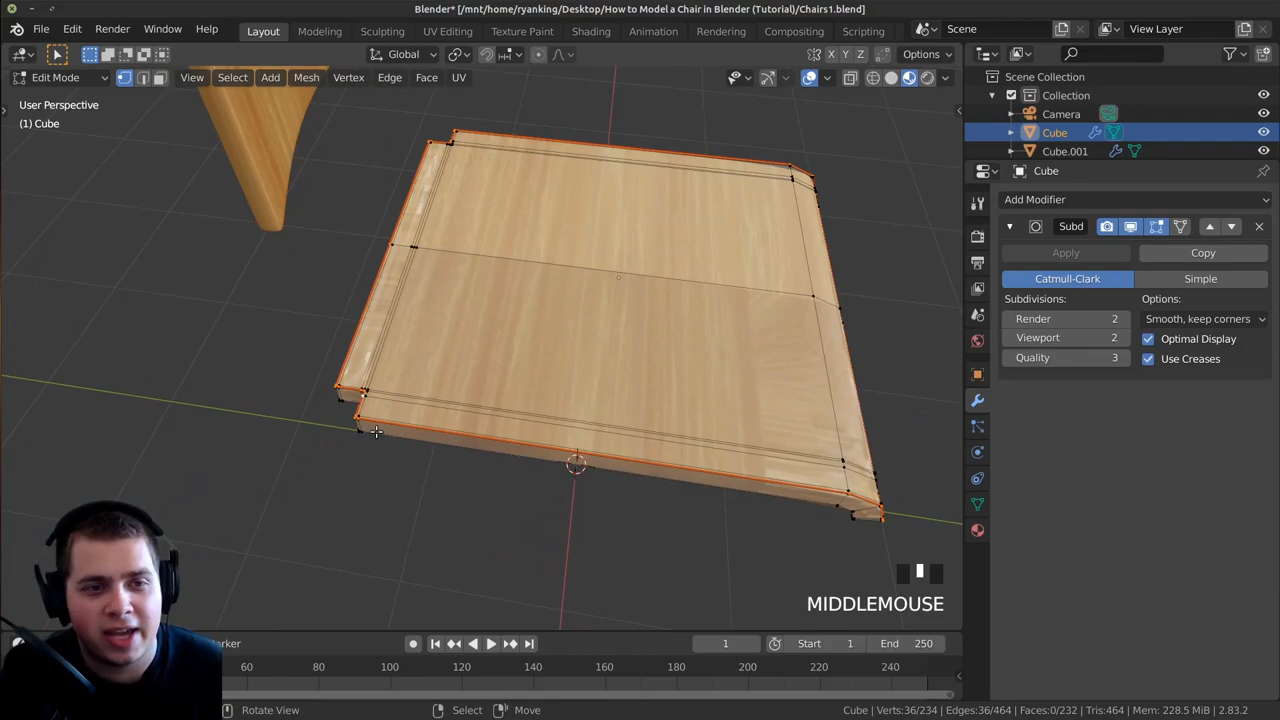 Blender* [/mnt/home/ryanking/Desktop/How to Model a Chair in Blender (Tutorial)/Chairs1.blend]
File Edit Render Window Help Layout Modeling Sculpting UV Editing Texture Paint Shading Animation Rendering Compositing Scripting Scene View Layer
Global X Y Z Options
Edit Mode View Select Add Mesh Vertex Edge Face UV
User Perspective
(1) Cube
Scene Collection
Collection
Camera
Cube
Cube.001
Cube
Add Modifier
Subd
Apply Copy
Catmull-Clark Simple
Subdivisions: Options:
Render 2 Smooth, keep corners
Viewport 2 Optimal Display
Quality 3 Use Creases
MIDDLEMOUSE
1 Start 1 End 250
60 80 100 120 140 160 180 200 220 240
Rotate View Select Move Cube | Verts:36/234 | Edges:36/464 | Faces:0/232 | Tris:464 | Mem: 228.5 MiB | 2.83.2